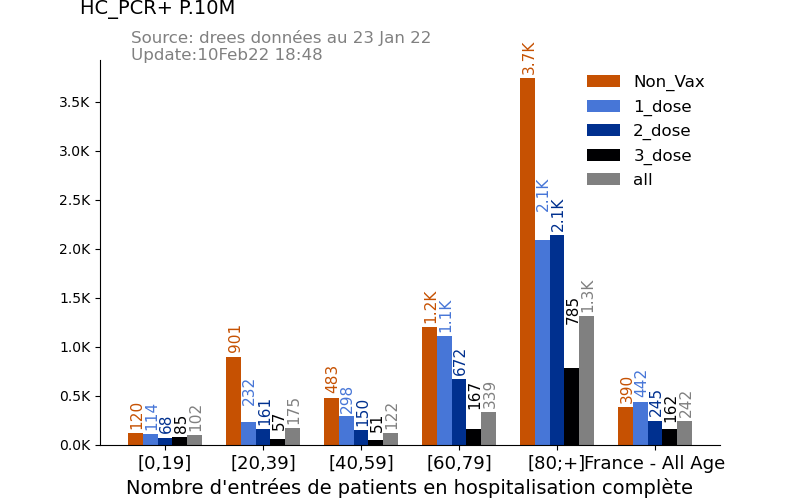 HC_PCR+ P.10M
Source: drees données au 23 Jan 22
Update:10Feb22 18:48
Non_Vax
1_dose
2_dose
3_dose
all
3.5K
3.0K
2.5K
2.0K
1.5K
1.0K
0.5K
0.0K
120 114 68 85 102
901 232 161 57 175
483 298 150 51 122
1.2K 1.1K 672 167 339
3.7K 2.1K 2.1K 785 1.3K
390 442 245 162 242
[0,19] [20,39] [40,59] [60,79] [80;+] France - All Age
Nombre d'entrées de patients en hospitalisation complète